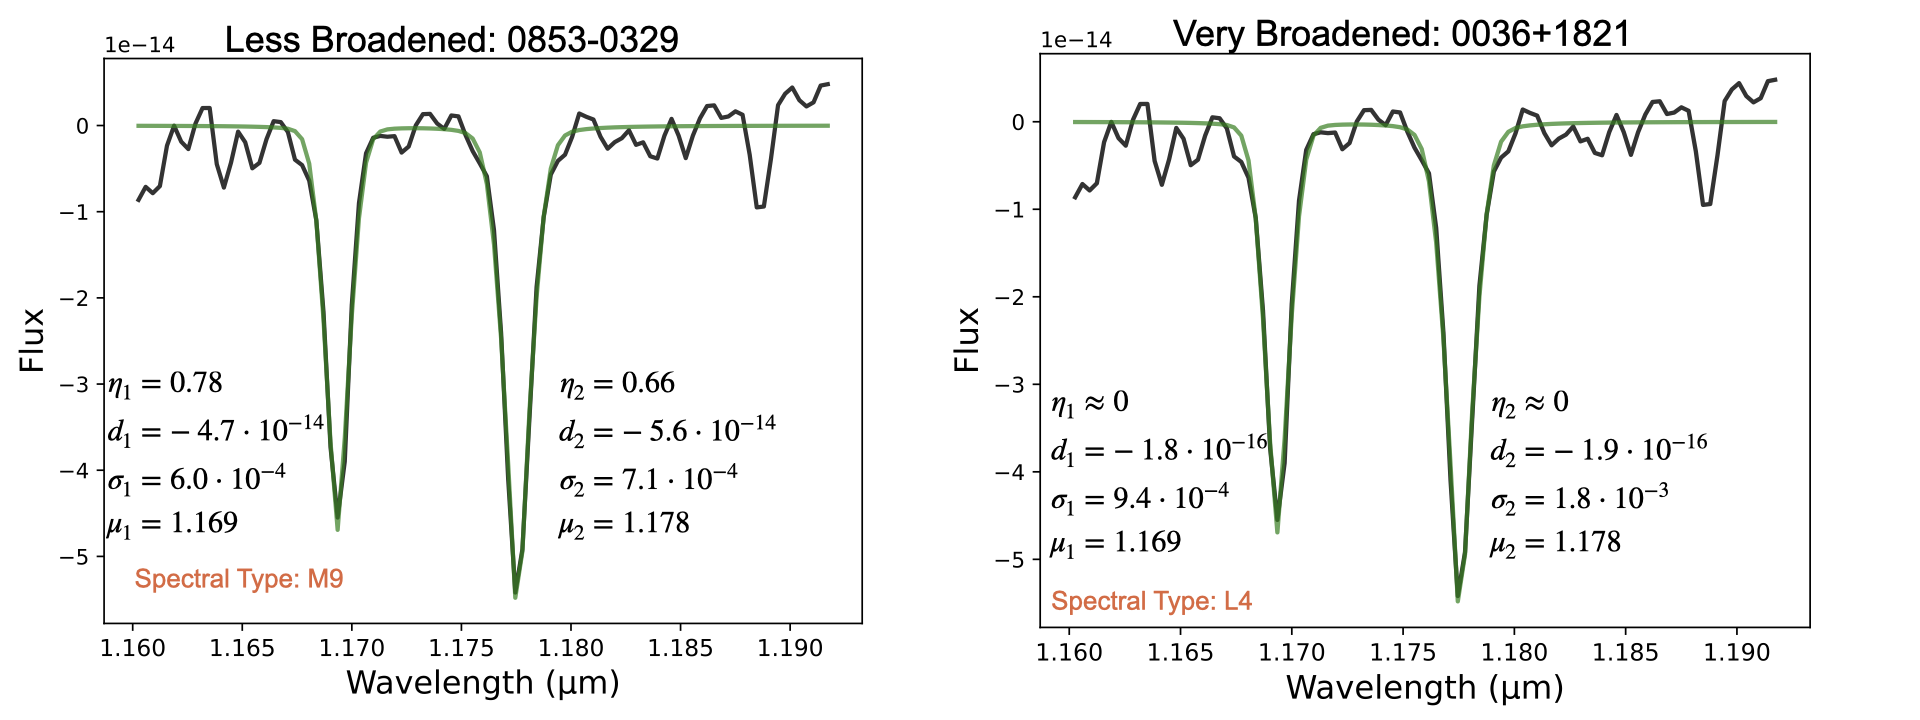 Less Broadened: 0853-0329
1e−14
0
−1
−2
−3
−4
−5
Flux
η₁ = 0.78
d₁ = − 4.7 · 10⁻¹⁴
σ₁ = 6.0 · 10⁻⁴
μ₁ = 1.169
η₂ = 0.66
d₂ = − 5.6 · 10⁻¹⁴
σ₂ = 7.1 · 10⁻⁴
μ₂ = 1.178
Spectral Type: M9
1.160 1.165 1.170 1.175 1.180 1.185 1.190
Wavelength (μm)
Very Broadened: 0036+1821
1e−14
0
−1
−2
−3
−4
−5
Flux
η₁ ≈ 0
d₁ = − 1.8 · 10⁻¹⁶
σ₁ = 9.4 · 10⁻⁴
μ₁ = 1.169
η₂ ≈ 0
d₂ = − 1.9 · 10⁻¹⁶
σ₂ = 1.8 · 10⁻³
μ₂ = 1.178
Spectral Type: L4
1.160 1.165 1.170 1.175 1.180 1.185 1.190
Wavelength (μm)